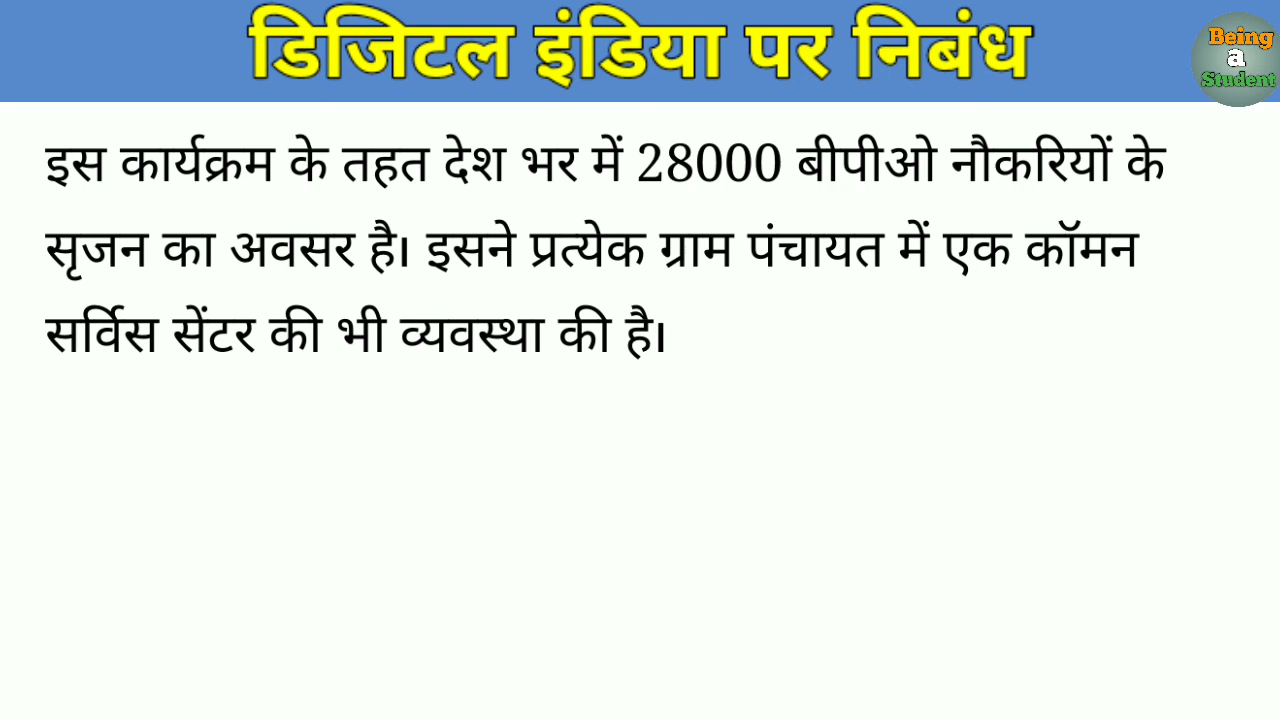 डिजिटल इंडिया पर निबंध
Being
a
Student
इस कार्यक्रम के तहत देश भर में 28000 बीपीओ नौकरियों के
सृजन का अवसर है। इसने प्रत्येक ग्राम पंचायत में एक कॉमन
सर्विस सेंटर की भी व्यवस्था की है।